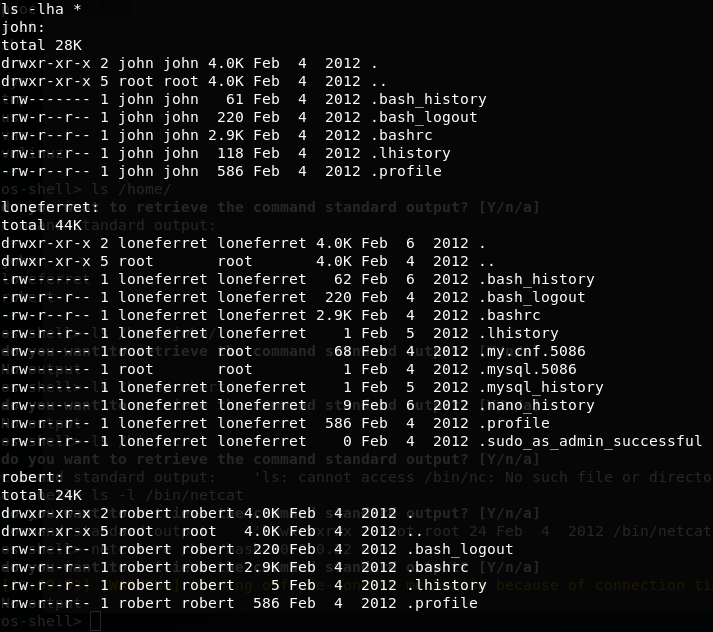 ls -lha *
john:
total 28K
drwxr-xr-x 2 john john 4.0K Feb  4  2012 .
drwxr-xr-x 5 root root 4.0K Feb  4  2012 ..
-rw------- 1 john john   61 Feb  4  2012 .bash_history
-rw-r--r-- 1 john john  220 Feb  4  2012 .bash_logout
-rw-r--r-- 1 john john 2.9K Feb  4  2012 .bashrc
-rw-r--r-- 1 john john  118 Feb  4  2012 .lhistory
-rw-r--r-- 1 john john  586 Feb  4  2012 .profile
os-shell> ls /home/
loneferret: to retrieve the command standard output? [Y/n/a]
total 44K standard output:
drwxr-xr-x 2 loneferret loneferret 4.0K Feb  6  2012 .
drwxr-xr-x 5 root       root       4.0K Feb  4  2012 ..
-rw-r--r-- 1 loneferret loneferret   62 Feb  6  2012 .bash_history
-rw-r--r-- 1 loneferret loneferret  220 Feb  4  2012 .bash_logout
-rw-r--r-- 1 loneferret loneferret 2.9K Feb  4  2012 .bashrc
-rw------- 1 loneferret loneferret    1 Feb  5  2012 .lhistory
-rw------- 1 root       root         68 Feb  4  2012 .my.cnf.5086
-rw------- 1 root       root          1 Feb  4  2012 .mysql.5086
-rw------- 1 loneferret loneferret    1 Feb  5  2012 .mysql_history
-rw------- 1 loneferret loneferret    9 Feb  6  2012 .nano_history
-rw-r--r-- 1 loneferret loneferret  586 Feb  4  2012 .profile
-rw-r--r-- 1 loneferret loneferret    0 Feb  4  2012 .sudo_as_admin_successful
do you want to retrieve the command standard output? [Y/n/a]
robert: standard output:    'ls: cannot access /bin/nc: No such file or directo
total 24K ls -l /bin/netcat
drwxr-xr-x 2 robert robert 4.0K Feb  4  2012 .
drwxr-xr-x 5 root   root   4.0K Feb  4  2012 .. /bin/netcat
-rw-r--r-- 1 robert robert  220 Feb  4  2012 .bash_logout
-rw-r--r-- 1 robert robert 2.9K Feb  4  2012 .bashrc
-rw-r--r-- 1 robert robert    5 Feb  4  2012 .lhistory because of connection ti
-rw-r--r-- 1 robert robert  586 Feb  4  2012 .profile
os-shell>